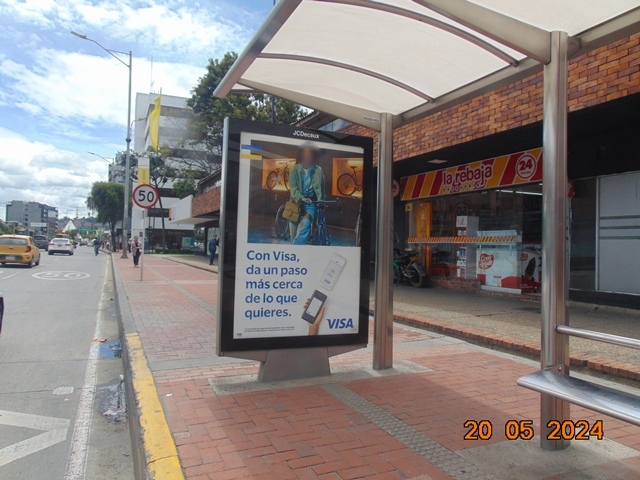 JCDecaux
50
la rebaja
24
Con Visa,
da un paso
más cerca
de lo que
quieres.
VISA
20 05 2024